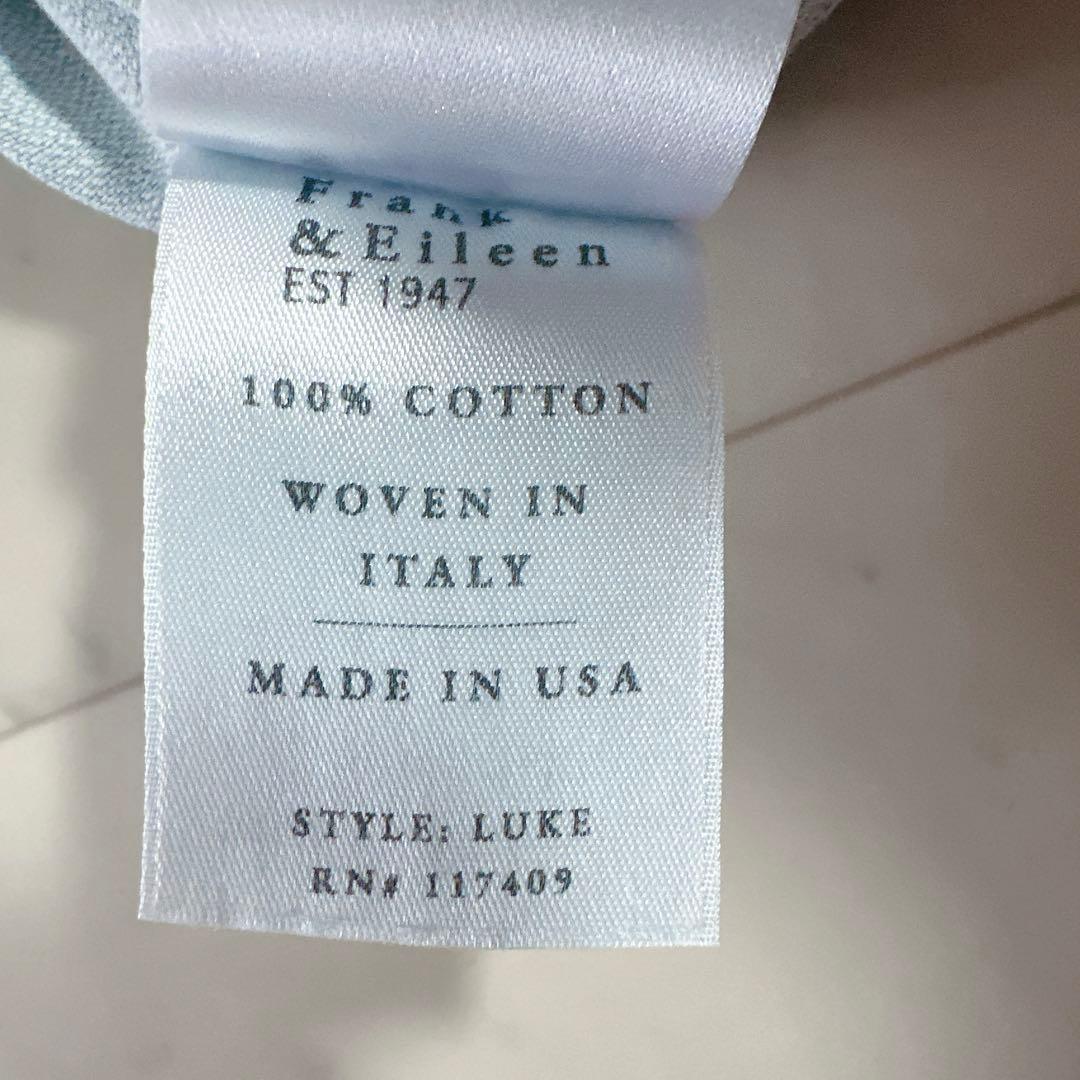 Frank
& Eileen
EST 1947
100% COTTON
WOVEN IN
ITALY
MADE IN USA
STYLE: LUKE
RN# 117409